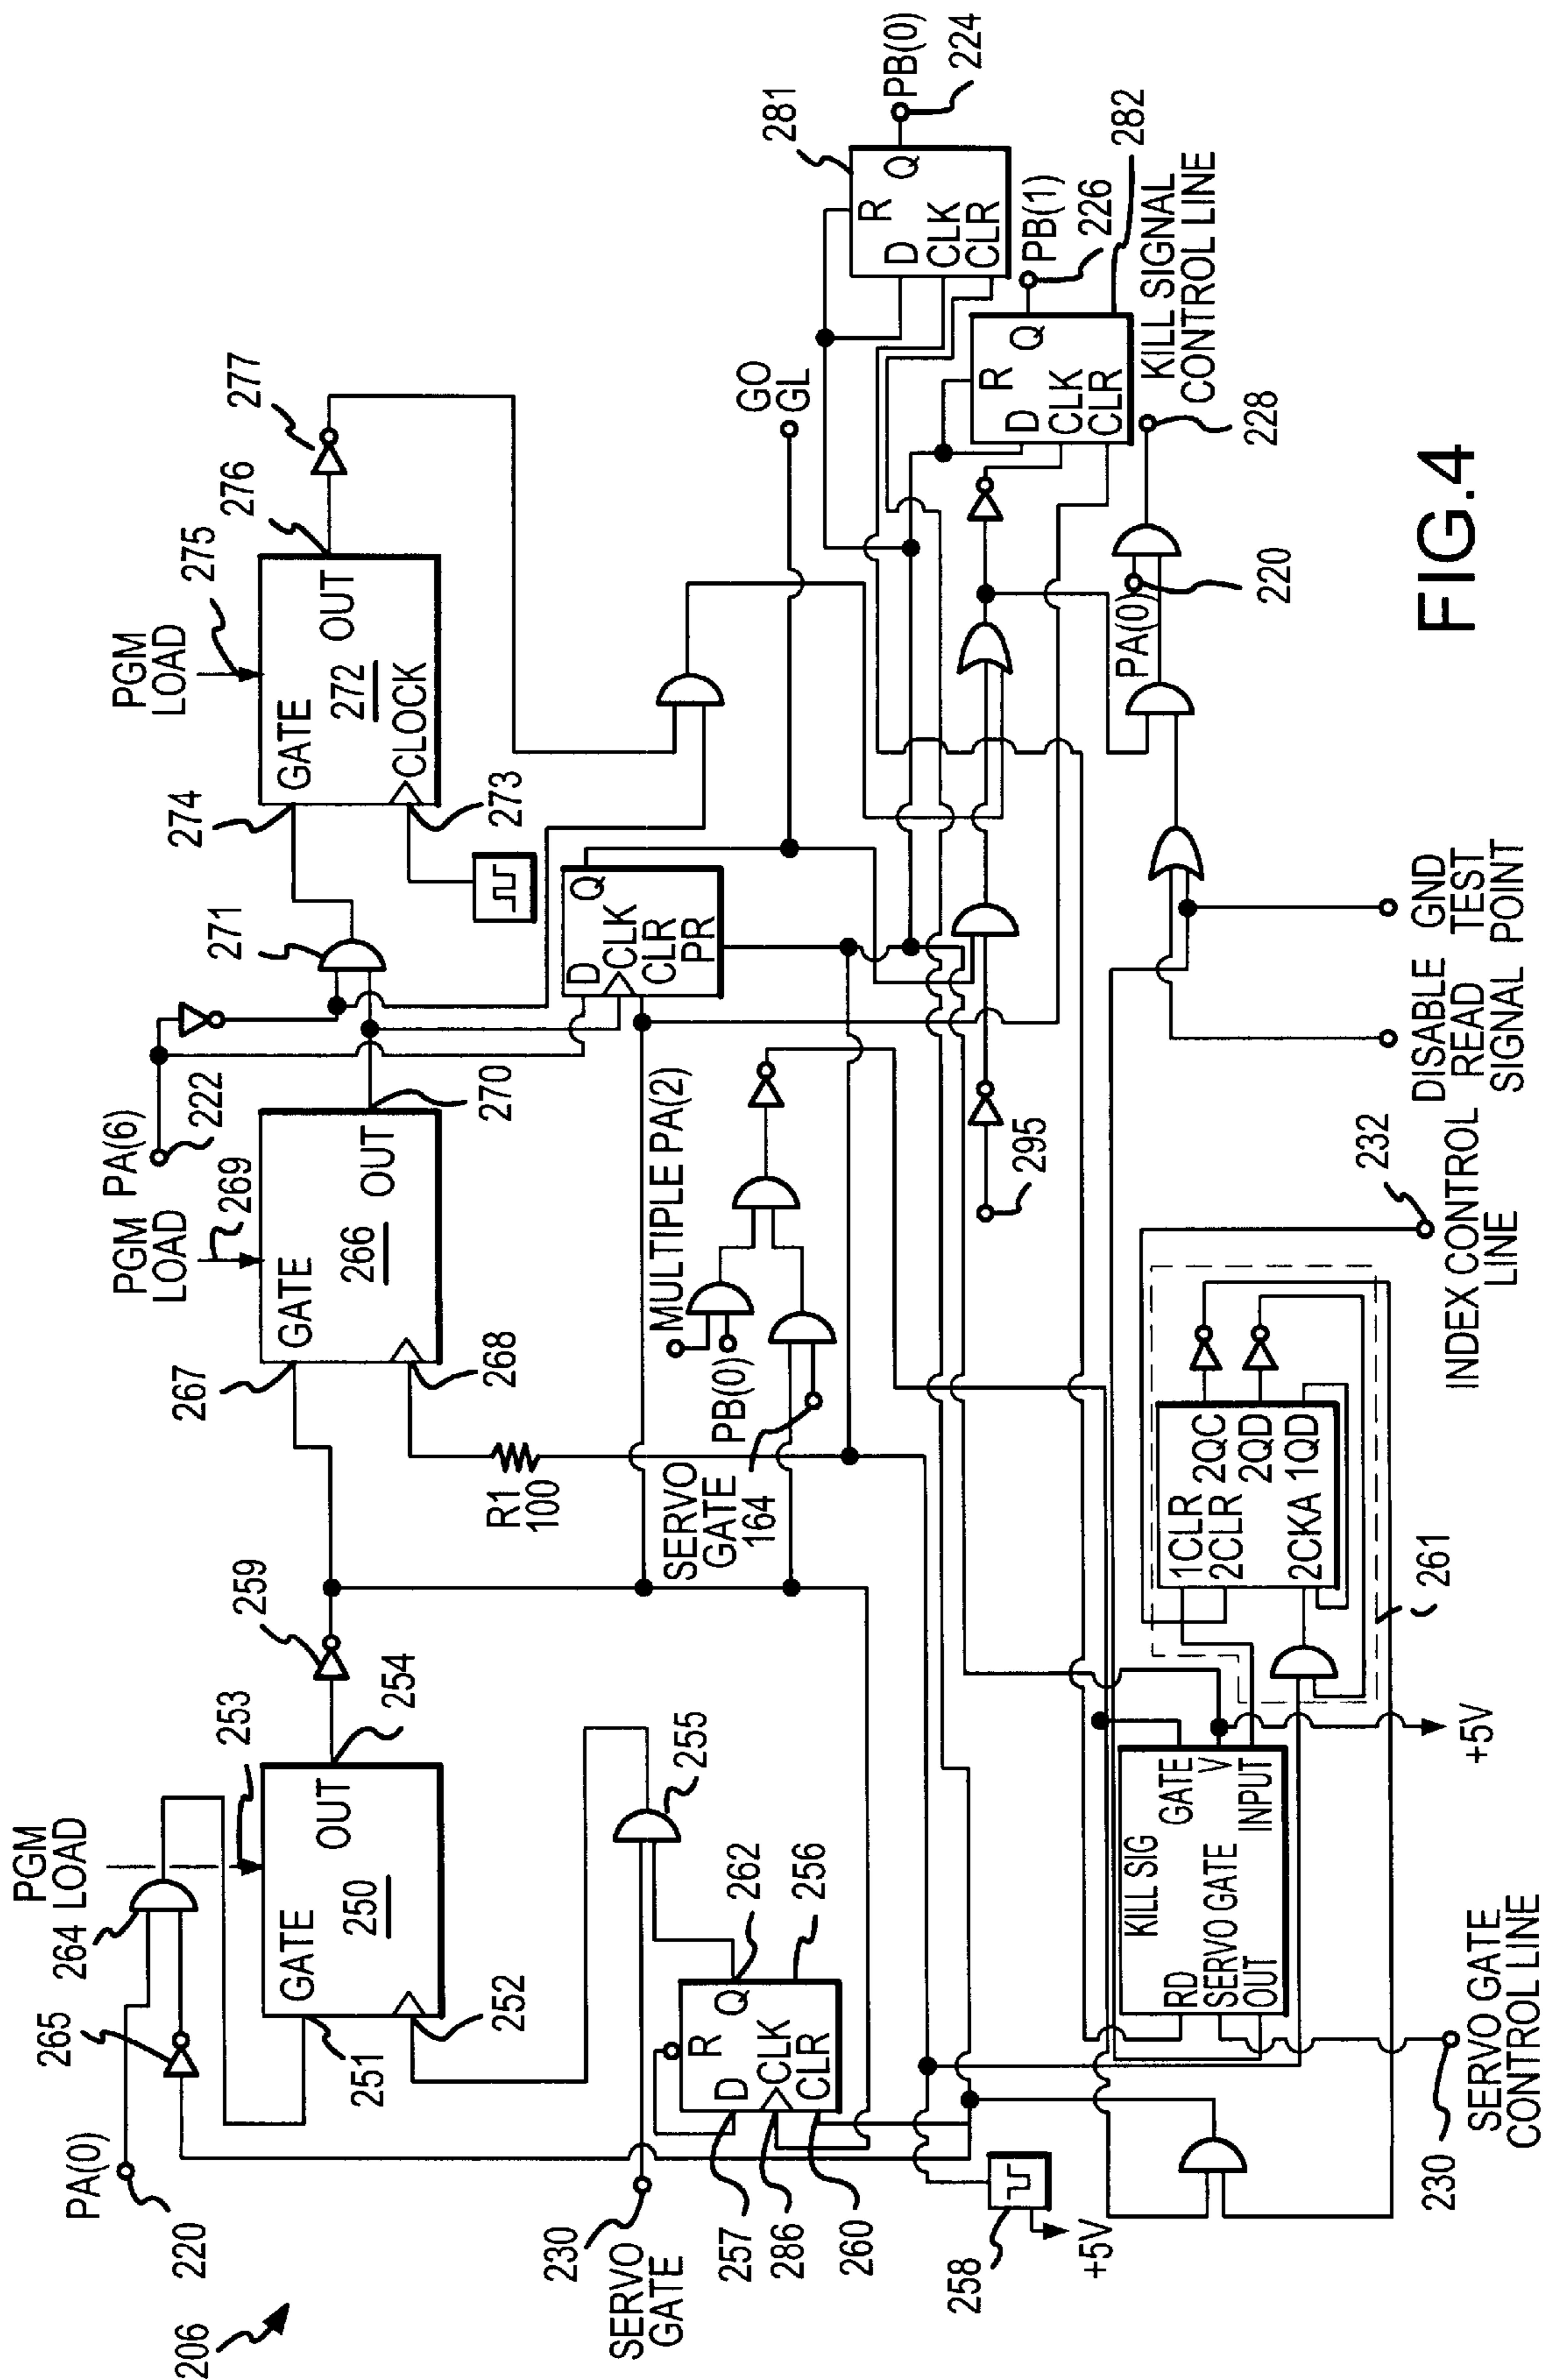 206
PA(0)
220
265
264
PGM
LOAD
253
GATE
OUT
250
251
252
254
259
255
SERVO
GATE
230
D
R
Q
CLK
CLR
257
286
260
262
256
258
+5V
PGM
LOAD
269
PA(6)
222
GATE
OUT
266
267
268
270
R1
100
271
PGM
LOAD
275
GATE
OUT
272
CLOCK
274
273
276
277
D
Q
CLK
CLR
PR
MULTIPLE PA(2)
PB(0)
SERVO
GATE
164
295
GO
GL
281
R
D
Q
CLK
CLR
PB(0)
224
R
D
Q
CLK
CLR
PB(1)
226
282
KILL SIGNAL
CONTROL LINE
228
PA(0)
220
KILL SIG
GATE
V
RD
SERVO GATE
OUT
INPUT
SERVO GATE
CONTROL LINE
230
+5V
1CLR
2CLR
2QC
2QD
2CKA
1QD
261
INDEX CONTROL
LINE
232
DISABLE
READ
SIGNAL
GND
TEST
POINT
FIG.4